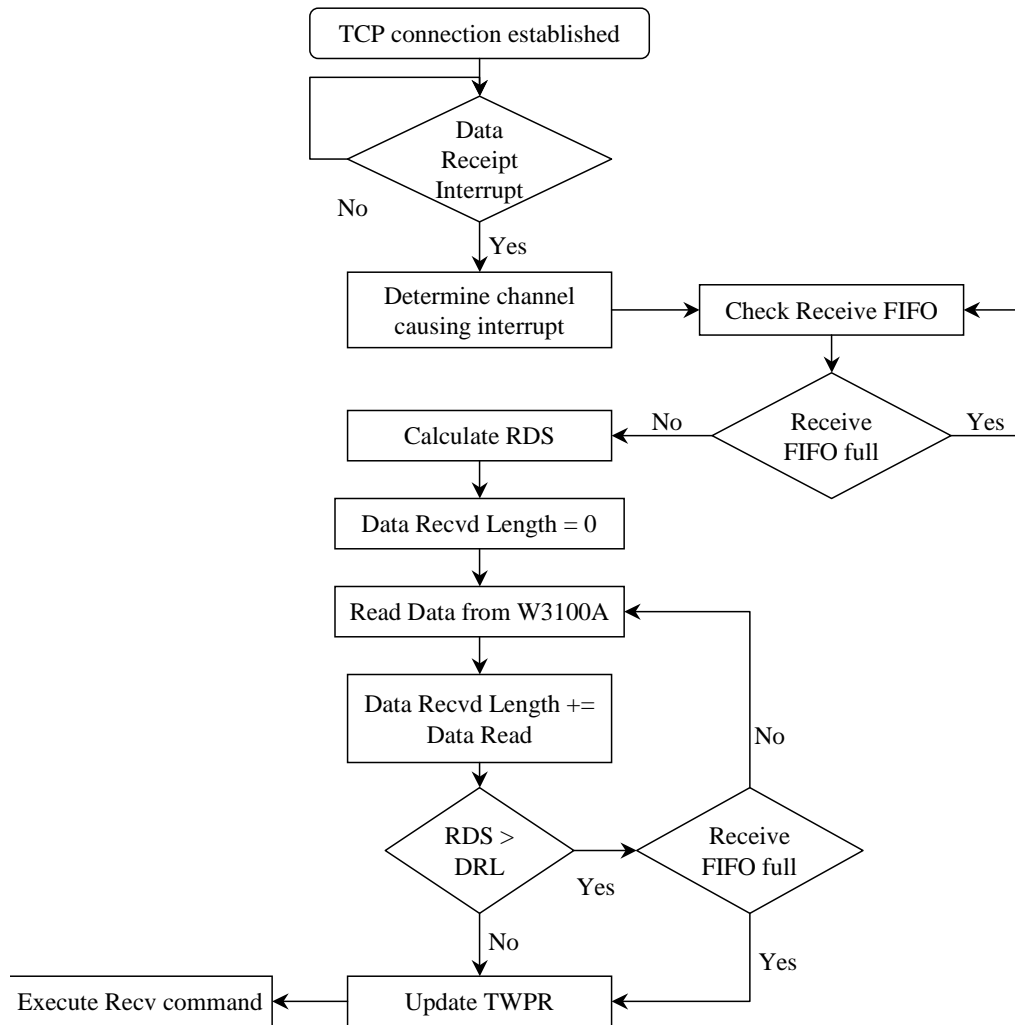 TCP connection established
Data
Receipt
Interrupt
No
Yes
Determine channel
causing interrupt
Check Receive FIFO
Receive
FIFO full
No
Yes
Calculate RDS
Data Recvd Length = 0
Read Data from W3100A
Data Recvd Length +=
Data Read
No
RDS >
DRL
Yes
Receive
FIFO full
No
Yes
Update TWPR
Execute Recv command